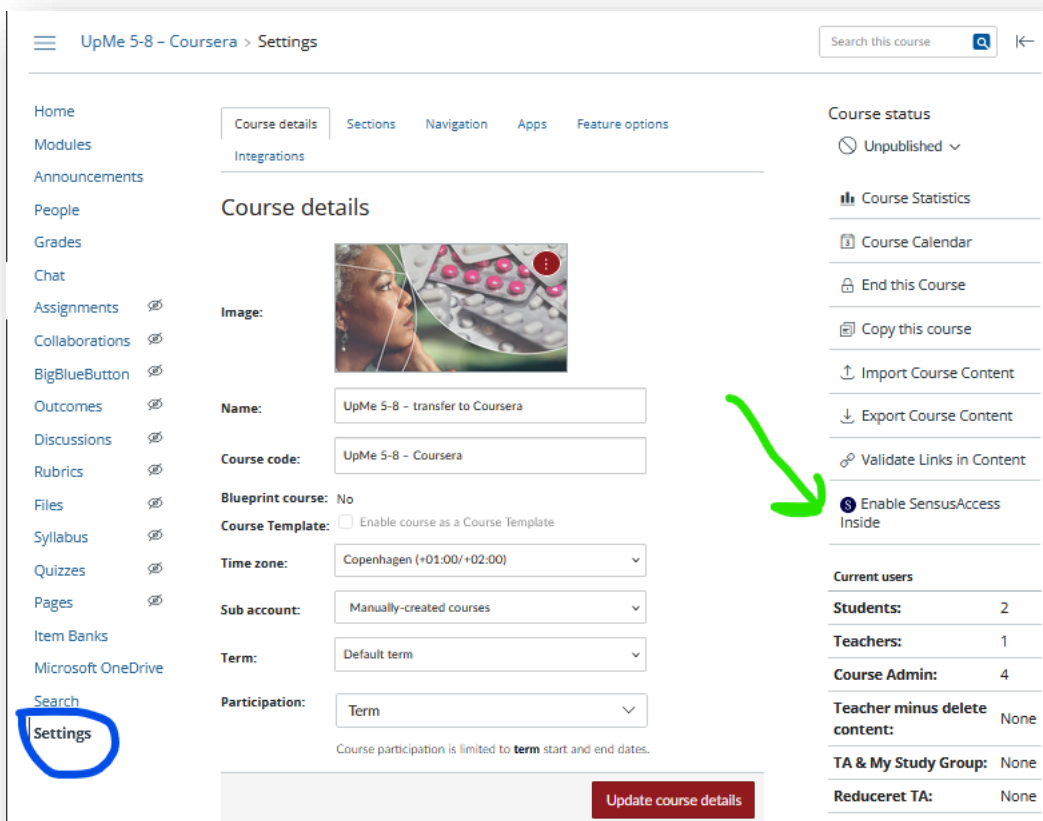 UpMe 5-8 – Coursera > Settings
Search this course
Home
Modules
Announcements
People
Grades
Chat
Assignments
Collaborations
BigBlueButton
Outcomes
Discussions
Rubrics
Files
Syllabus
Quizzes
Pages
Item Banks
Microsoft OneDrive
Search
Settings
Course details Sections Navigation Apps Feature options
Integrations
Course details
Image:
Name: UpMe 5-8 – transfer to Coursera
Course code: UpMe 5-8 – Coursera
Blueprint course: No
Course Template: Enable course as a Course Template
Time zone: Copenhagen (+01:00/+02:00)
Sub account: Manually-created courses
Term: Default term
Participation: Term
Course participation is limited to term start and end dates.
Update course details
Course status
Unpublished
Course Statistics
Course Calendar
End this Course
Copy this course
Import Course Content
Export Course Content
Validate Links in Content
Enable SensusAccess
Inside
Current users
Students: 2
Teachers: 1
Course Admin: 4
Teacher minus delete
content: None
TA & My Study Group: None
Reduceret TA: None